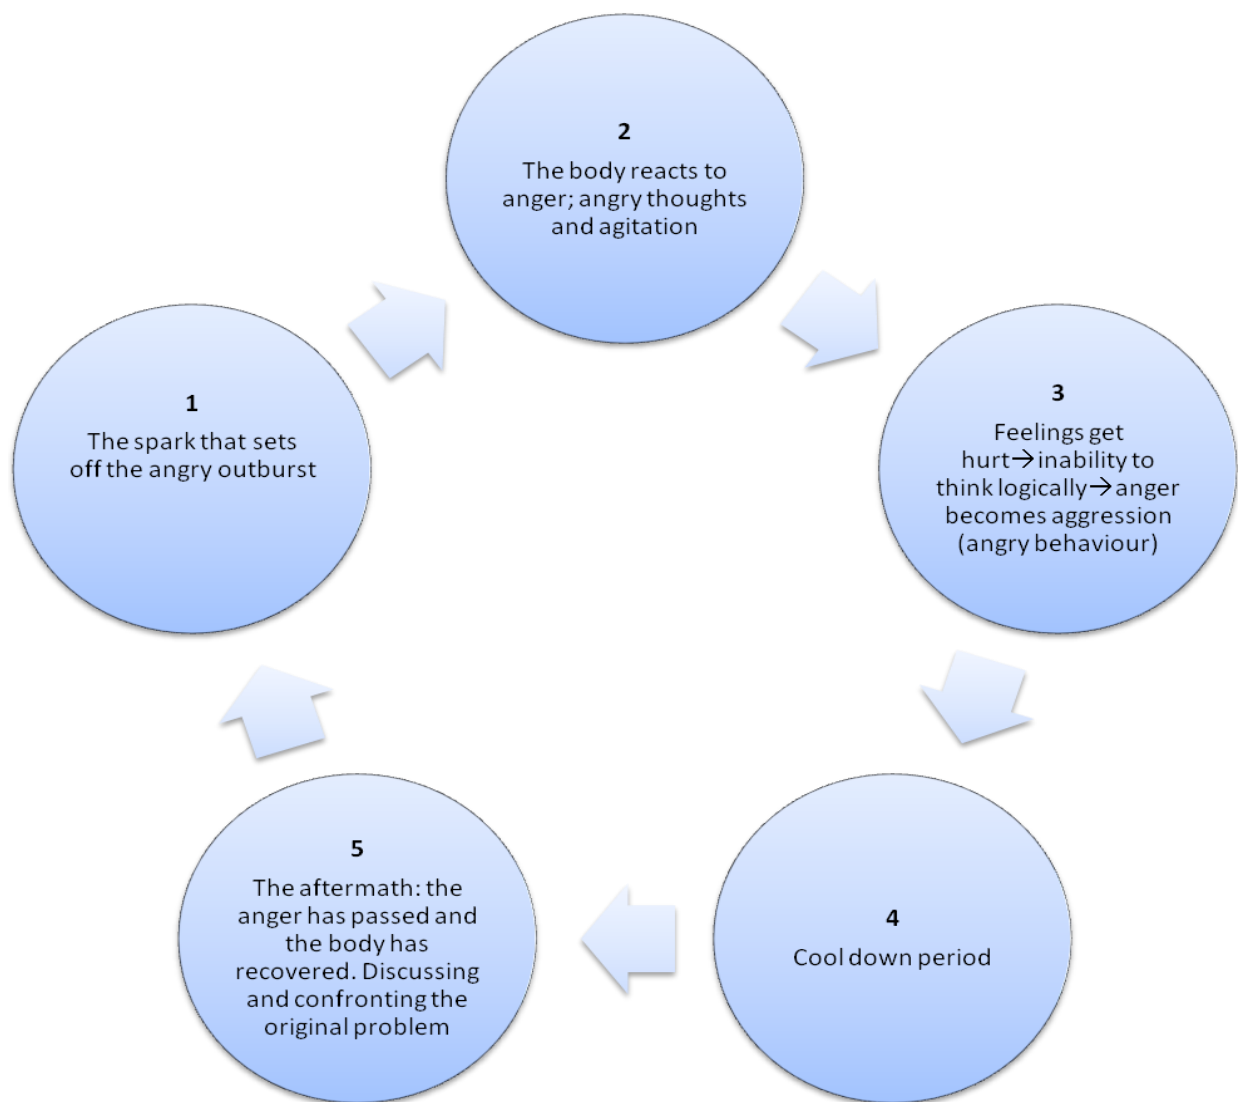 1
The spark that sets
off the angry outburst
2
The body reacts to
anger; angry thoughts
and agitation
3
Feelings get
hurt→inability to
think logically→anger
becomes aggression
(angry behaviour)
4
Cool down period
5
The aftermath: the
anger has passed and
the body has
recovered. Discussing
and confronting the
original problem